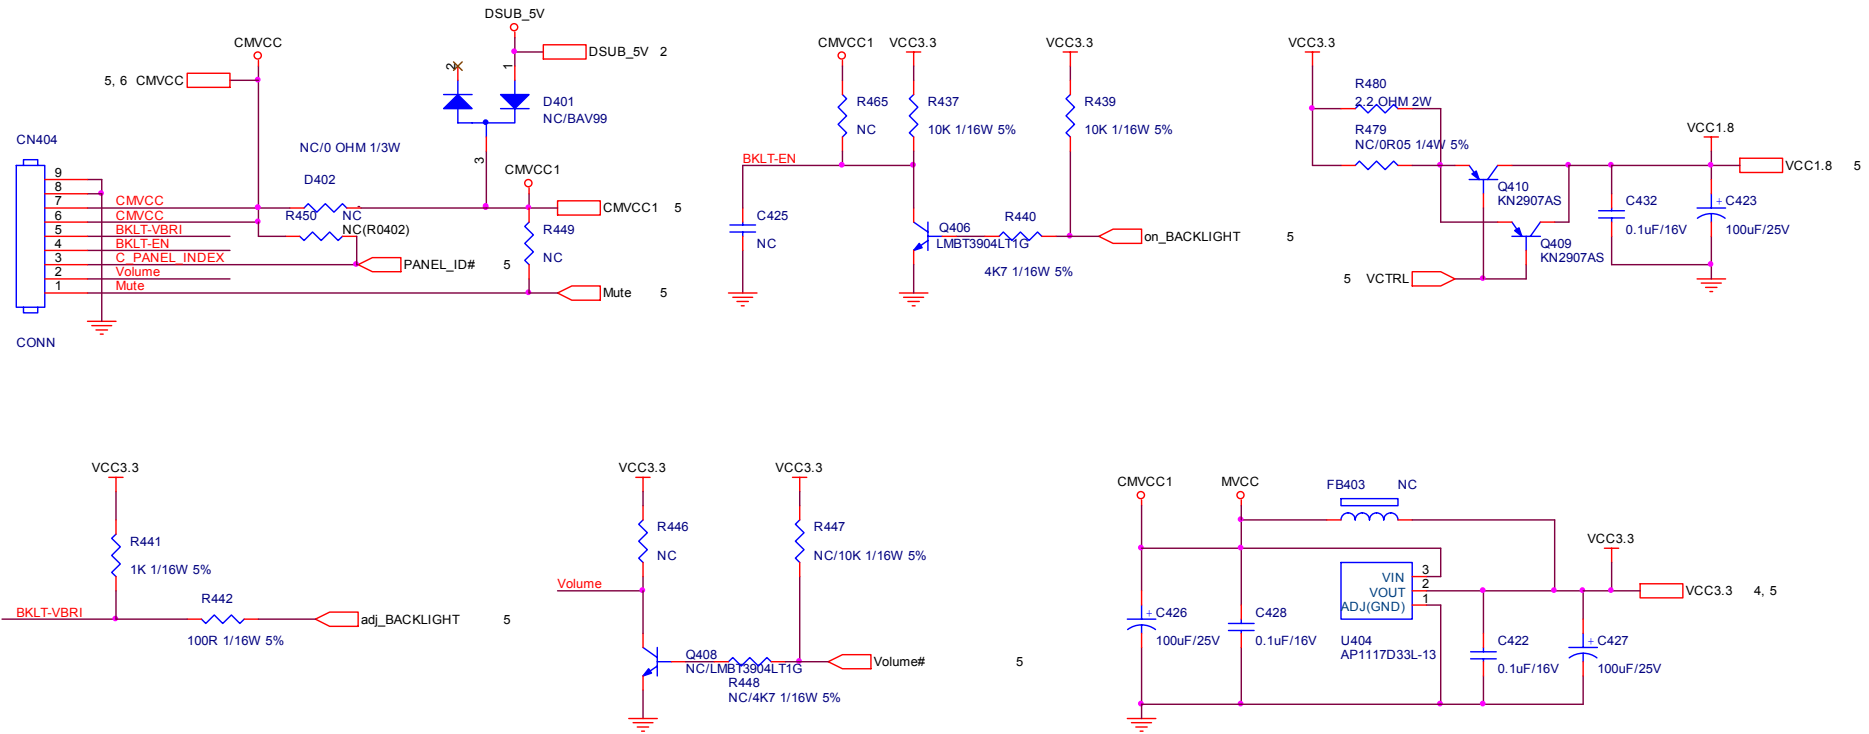 DSUB_5V
DSUB_5V 2
CMVCC
5, 6 CMVCC
2
1
D401
NC/BAV99
3
CN404
NC/0 OHM 1/3W
D402
9
8
7
6
5
4
3
2
1
CMVCC
CMVCC
BKLT-VBRI
BKLT-EN
C_PANEL_INDEX
Volume
Mute
R450
NC
NC(R0402)
PANEL_ID# 5
CMVCC1
CMVCC1 5
R449
NC
Mute 5
CONN
CMVCC1
VCC3.3
VCC3.3
R465
NC
R437
10K 1/16W 5%
R439
10K 1/16W 5%
BKLT-EN
C425
NC
Q406
LMBT3904LT1G
R440
4K7 1/16W 5%
on_BACKLIGHT 5
VCC3.3
R480
2.2 OHM 2W
R479
NC/0R05 1/4W 5%
VCC1.8
VCC1.8 5
Q410
KN2907AS
Q409
KN2907AS
C432
0.1uF/16V
+ C423
100uF/25V
5 VCTRL
VCC3.3
R441
1K 1/16W 5%
BKLT-VBRI
R442
100R 1/16W 5%
adj_BACKLIGHT 5
VCC3.3
VCC3.3
R446
NC
R447
NC/10K 1/16W 5%
Volume
Q408
NC/LMBT3904LT1G
R448
NC/4K7 1/16W 5%
Volume# 5
CMVCC1
MVCC
FB403 NC
VCC3.3
VCC3.3 4, 5
VIN 3
VOUT 2
ADJ(GND) 1
U404
AP1117D33L-13
+ C426
100uF/25V
C428
0.1uF/16V
C422
0.1uF/16V
+ C427
100uF/25V